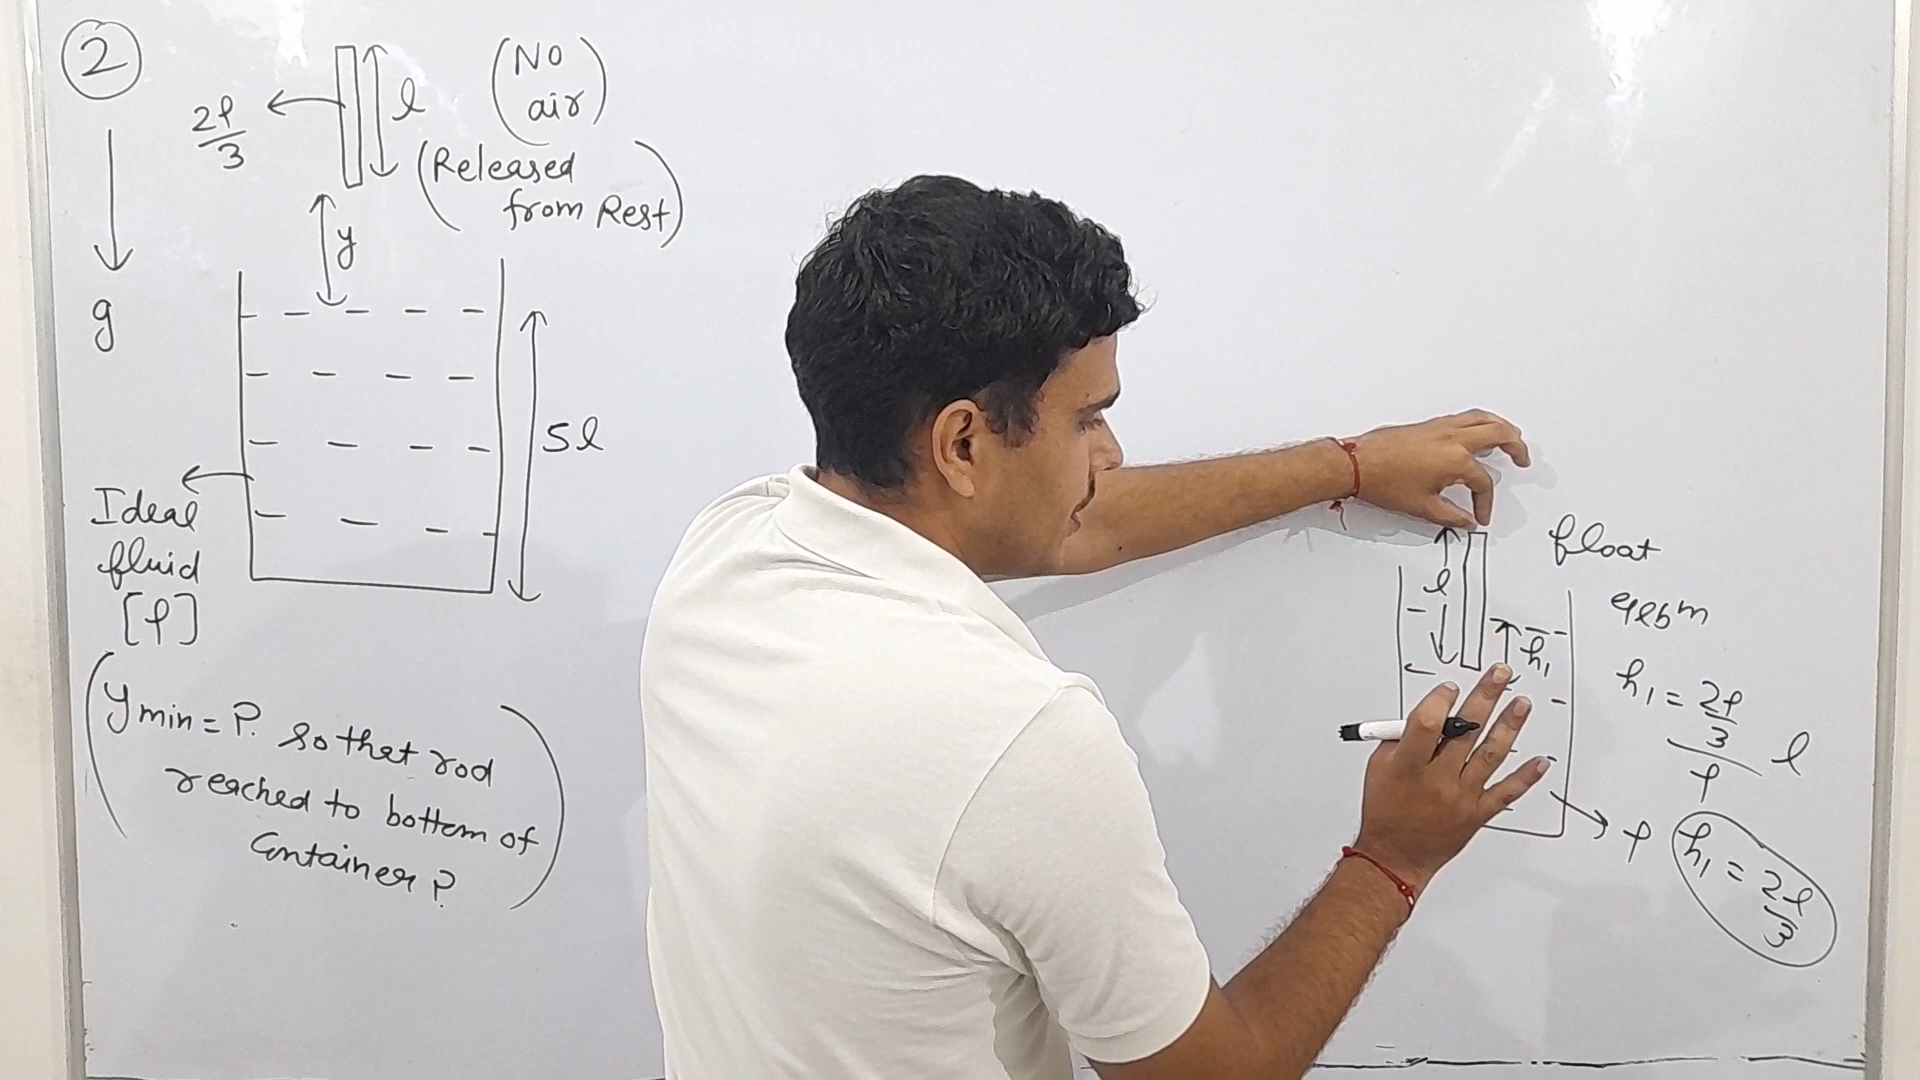 2
2ρ/3
l
(No air)
(Released from Rest)
y
g
5l
Ideal fluid
[ρ]
(y min = ?. so that rod
reached to bottom of
Container?)
float
eqlbᵐ
l
h₁
h₁ = (2ρ/3)/ρ l
ρ
h₁ = 2l/3